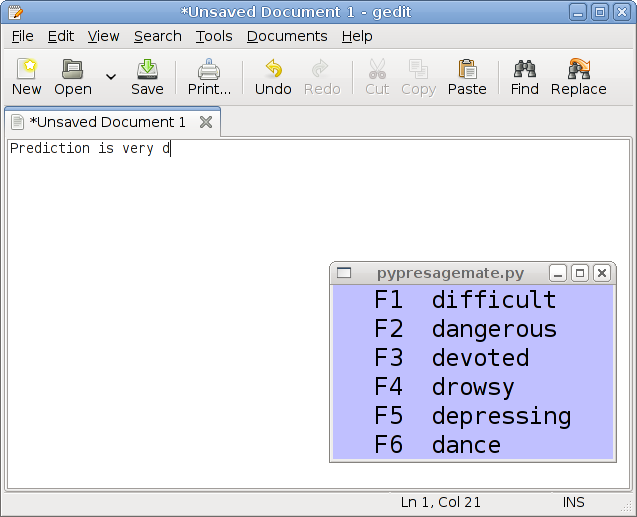 *Unsaved Document 1 - gedit
File Edit View Search Tools Documents Help
New Open Save Print... Undo Redo Cut Copy Paste Find Replace
*Unsaved Document 1
Prediction is very d
pypresagemate.py
F1 difficult
F2 dangerous
F3 devoted
F4 drowsy
F5 depressing
F6 dance
Ln 1, Col 21 INS